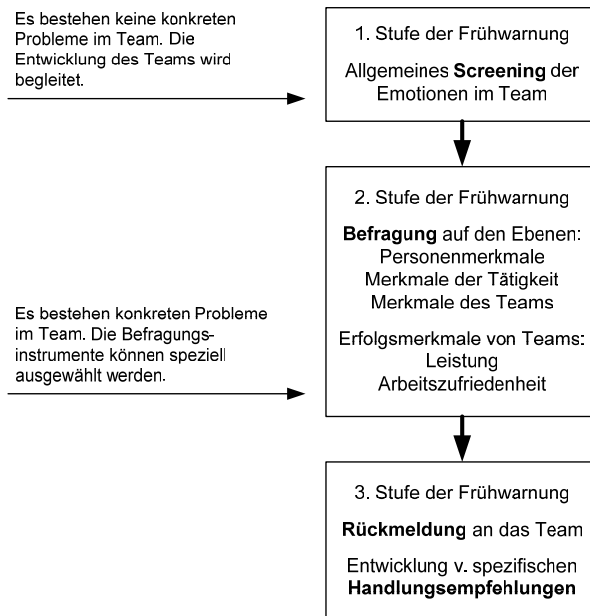 Es bestehen keine konkreten
Probleme im Team. Die
Entwicklung des Teams wird
begleitet.
1. Stufe der Frühwarnung
Allgemeines Screening der
Emotionen im Team
2. Stufe der Frühwarnung
Befragung auf den Ebenen:
Personenmerkmale
Merkmale der Tätigkeit
Merkmale des Teams
Erfolgsmerkmale von Teams:
Leistung
Arbeitszufriedenheit
Es bestehen konkreten Probleme
im Team. Die Befragungs-
instrumente können speziell
ausgewählt werden.
3. Stufe der Frühwarnung
Rückmeldung an das Team
Entwicklung v. spezifischen
Handlungsempfehlungen